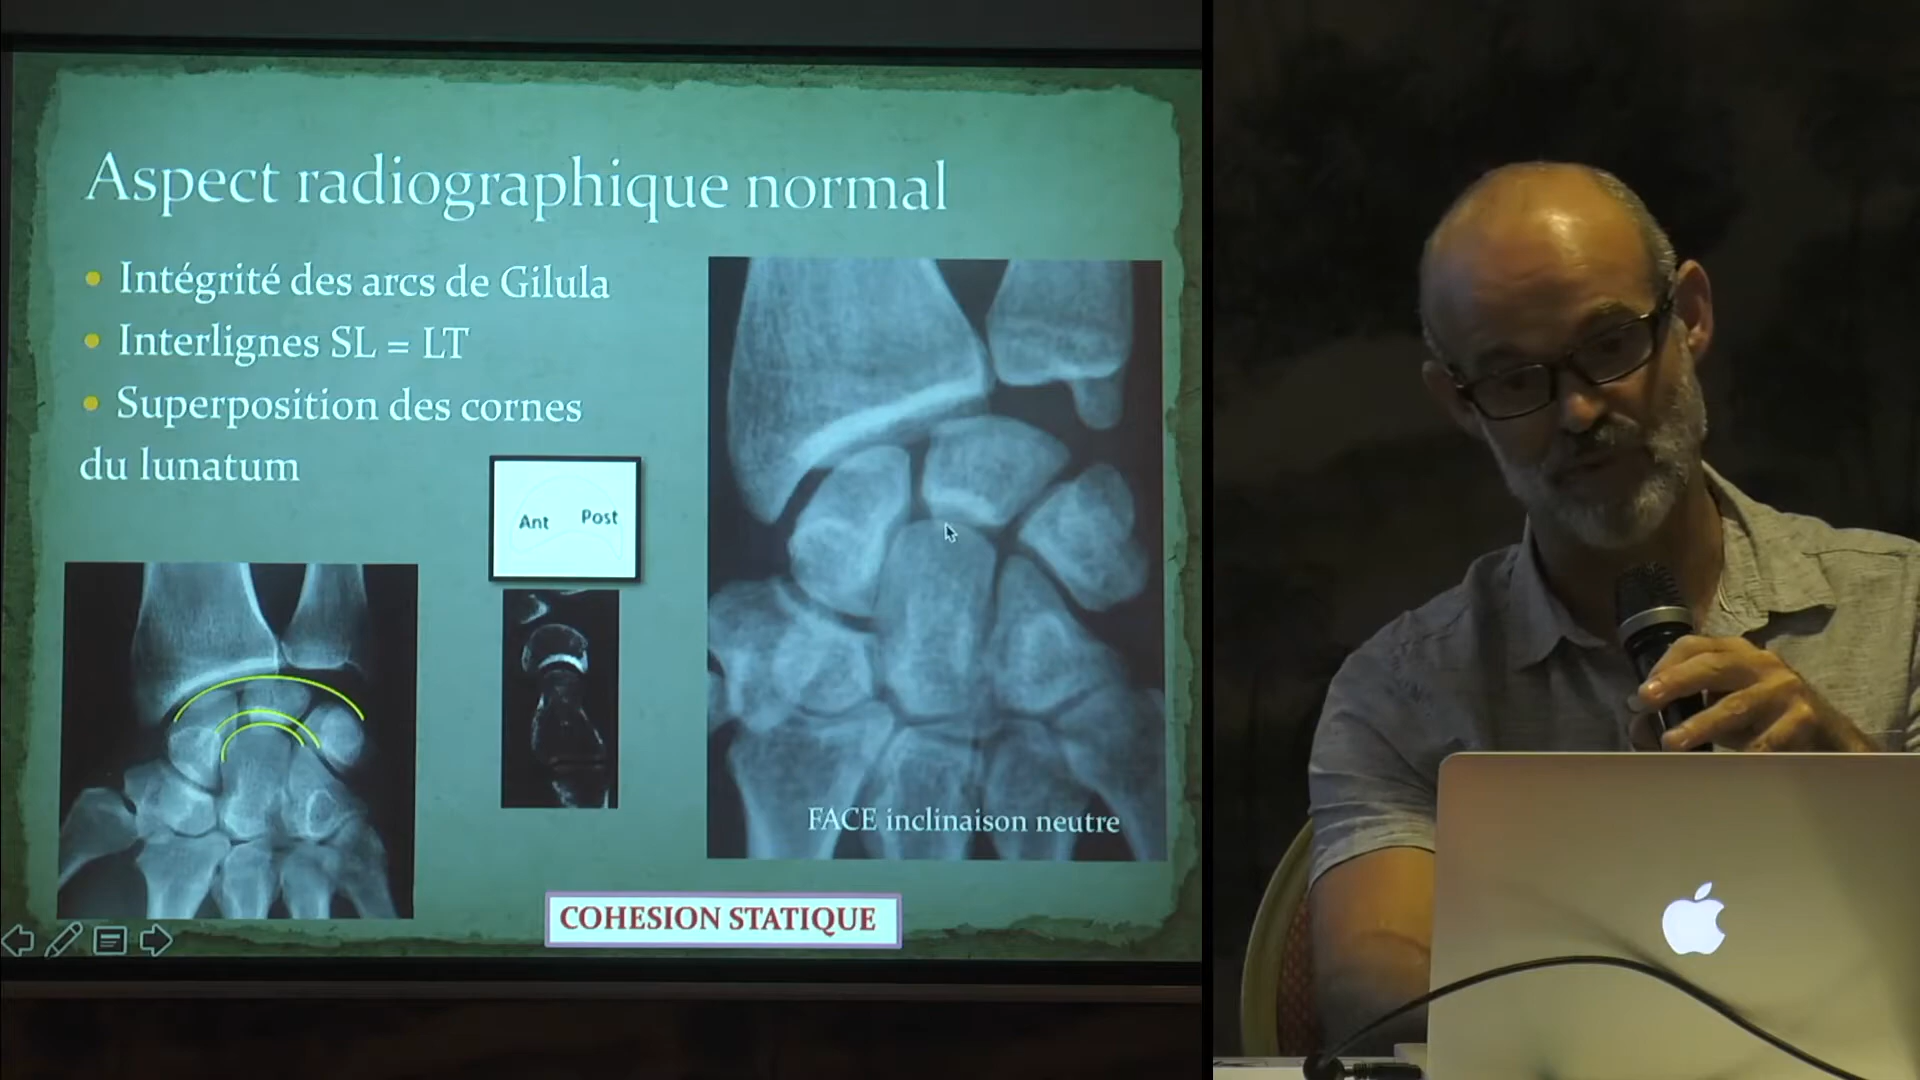 Aspect radiographique normal
• Intégrité des arcs de Gilula
• Interlignes SL = LT
• Superposition des cornes
du lunatum
Ant Post
FACE inclinaison neutre
COHESION STATIQUE